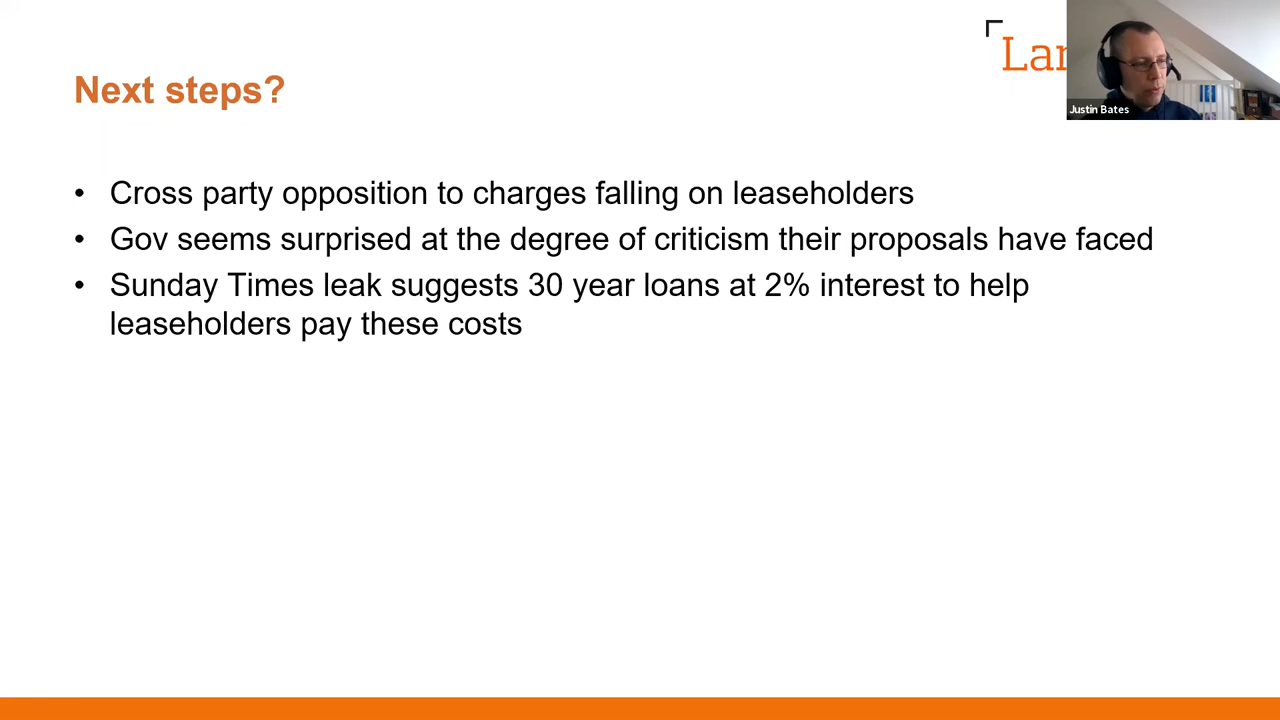 Next steps?
Justin Bates
• Cross party opposition to charges falling on leaseholders
• Gov seems surprised at the degree of criticism their proposals have faced
• Sunday Times leak suggests 30 year loans at 2% interest to help
leaseholders pay these costs